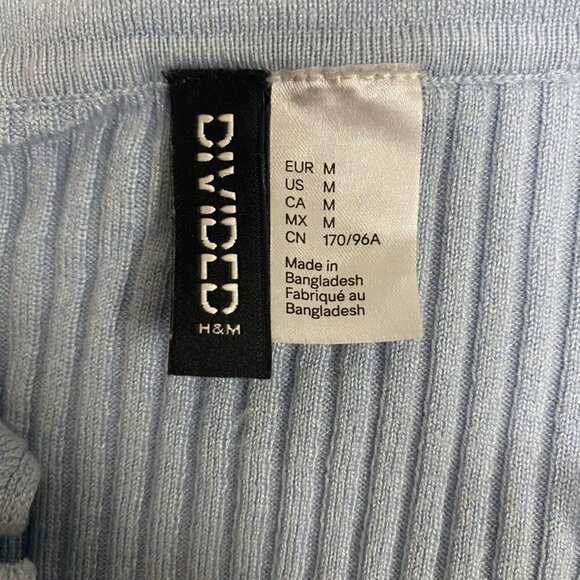 DIVIDED
H&M
EUR M
US M
CA M
MX M
CN 170/96A
Made in
Bangladesh
Fabriqué au
Bangladesh